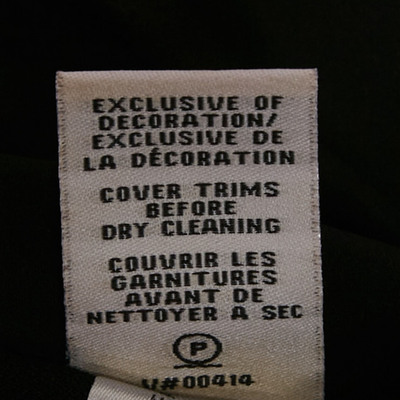 EXCLUSIVE OF
DECORATION/
EXCLUSIVE DE
LA DÉCORATION
COVER TRIMS
BEFORE
DRY CLEANING
COUVRIR LES
GARNITURES
AVANT DE
NETTOYER A SEC
P
V#00414